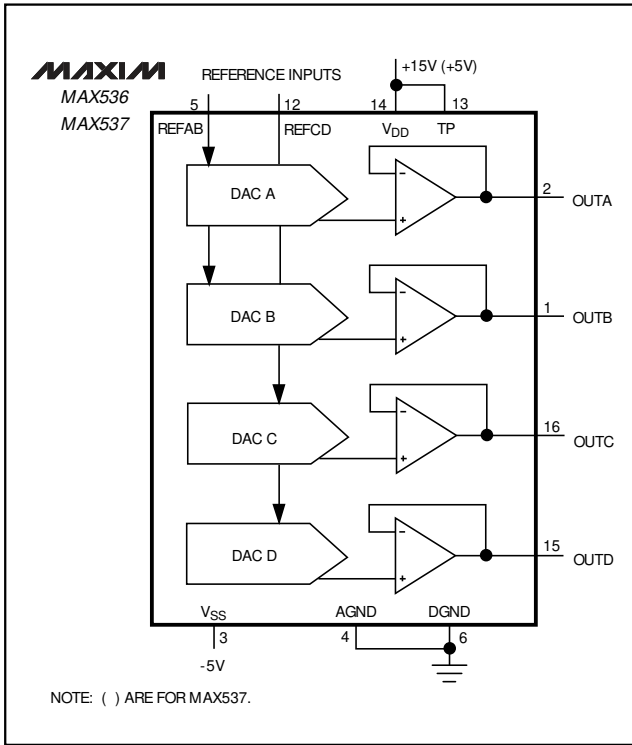 MAXIM
MAX536
MAX537
REFERENCE INPUTS
+15V (+5V)
5
12
14
13
REFAB
REFCD
VDD
TP
DAC A
-
+
2
OUTA
DAC B
-
+
1
OUTB
DAC C
-
+
16
OUTC
DAC D
-
+
15
OUTD
VSS
AGND
DGND
3
4
6
-5V
NOTE: ( ) ARE FOR MAX537.